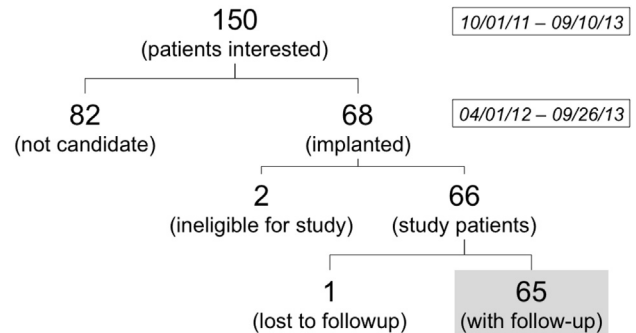 150
(patients interested)
10/01/11 – 09/10/13
82
(not candidate)
68
(implanted)
04/01/12 – 09/26/13
2
(ineligible for study)
66
(study patients)
1
(lost to followup)
65
(with follow-up)